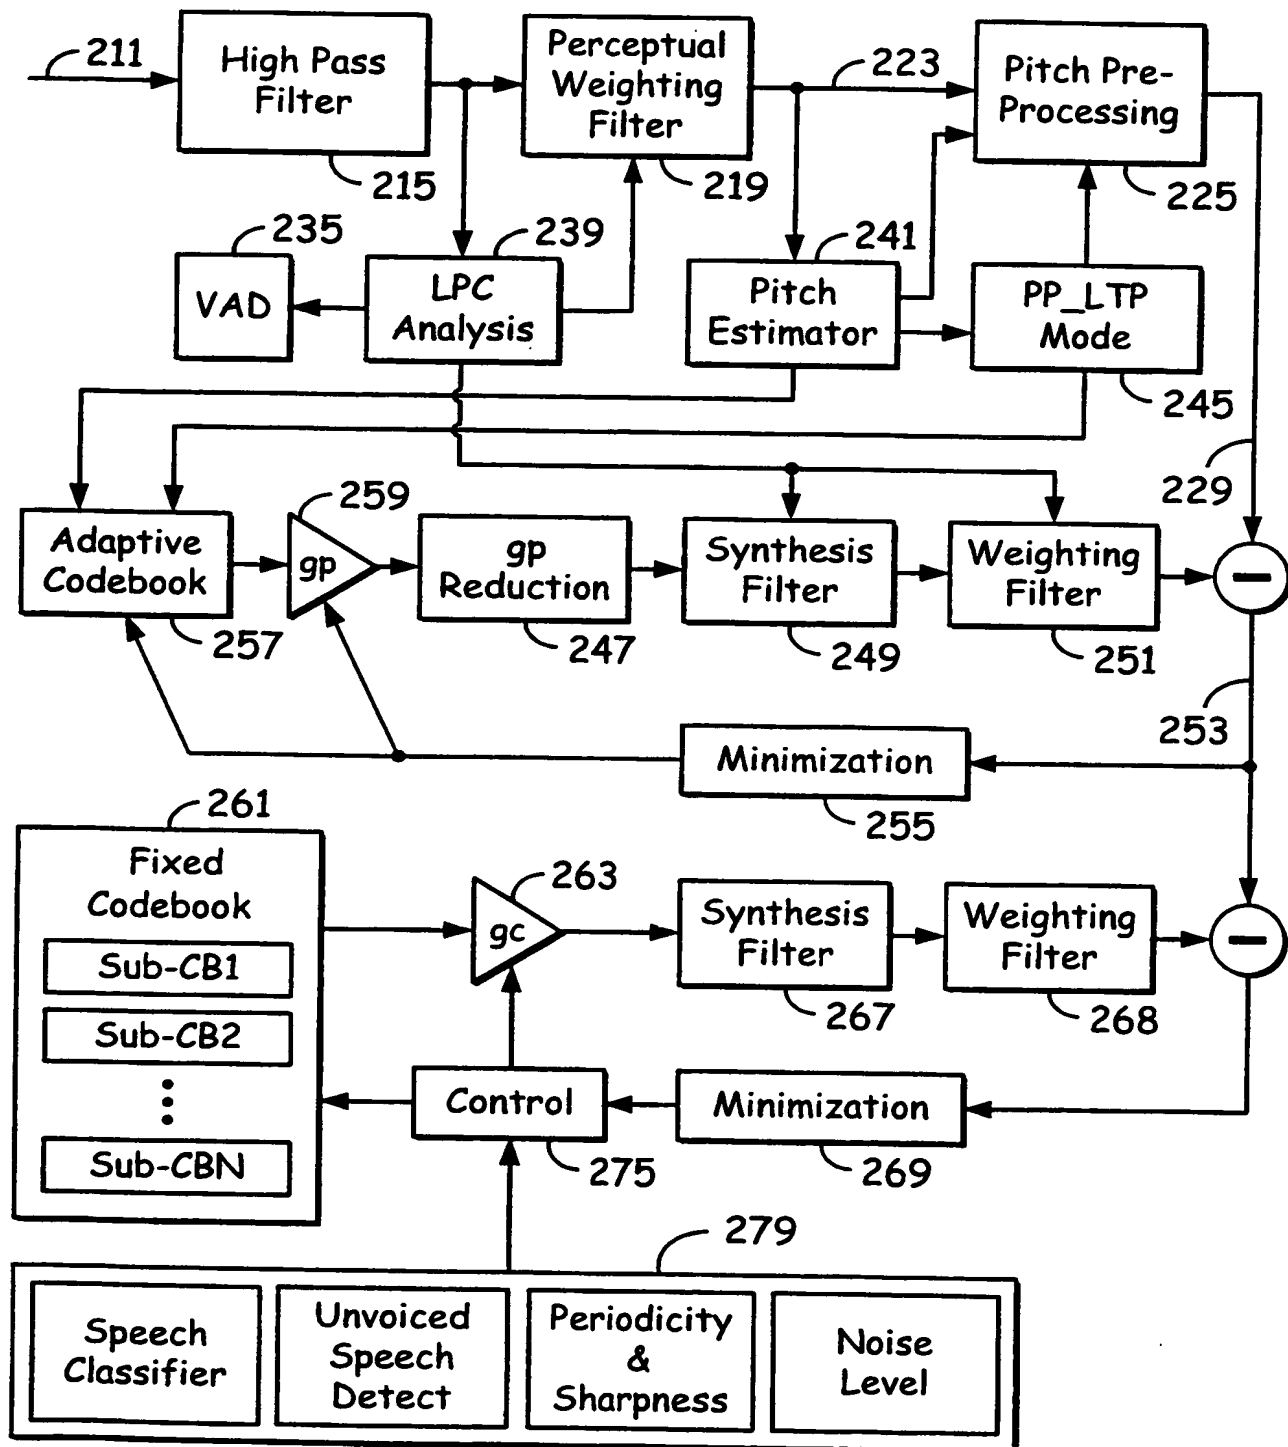 211
High Pass
Filter
215
Perceptual
Weighting
Filter
219
223
Pitch Pre-
Processing
225
235
VAD
239
LPC
Analysis
241
Pitch
Estimator
PP_LTP
Mode
245
229
Adaptive
Codebook
257
259
gp
gp
Reduction
247
Synthesis
Filter
249
Weighting
Filter
251
253
Minimization
255
261
Fixed
Codebook
Sub-CB1
Sub-CB2
Sub-CBN
263
gc
Synthesis
Filter
267
Weighting
Filter
268
Control
275
Minimization
269
279
Speech
Classifier
Unvoiced
Speech
Detect
Periodicity
&
Sharpness
Noise
Level